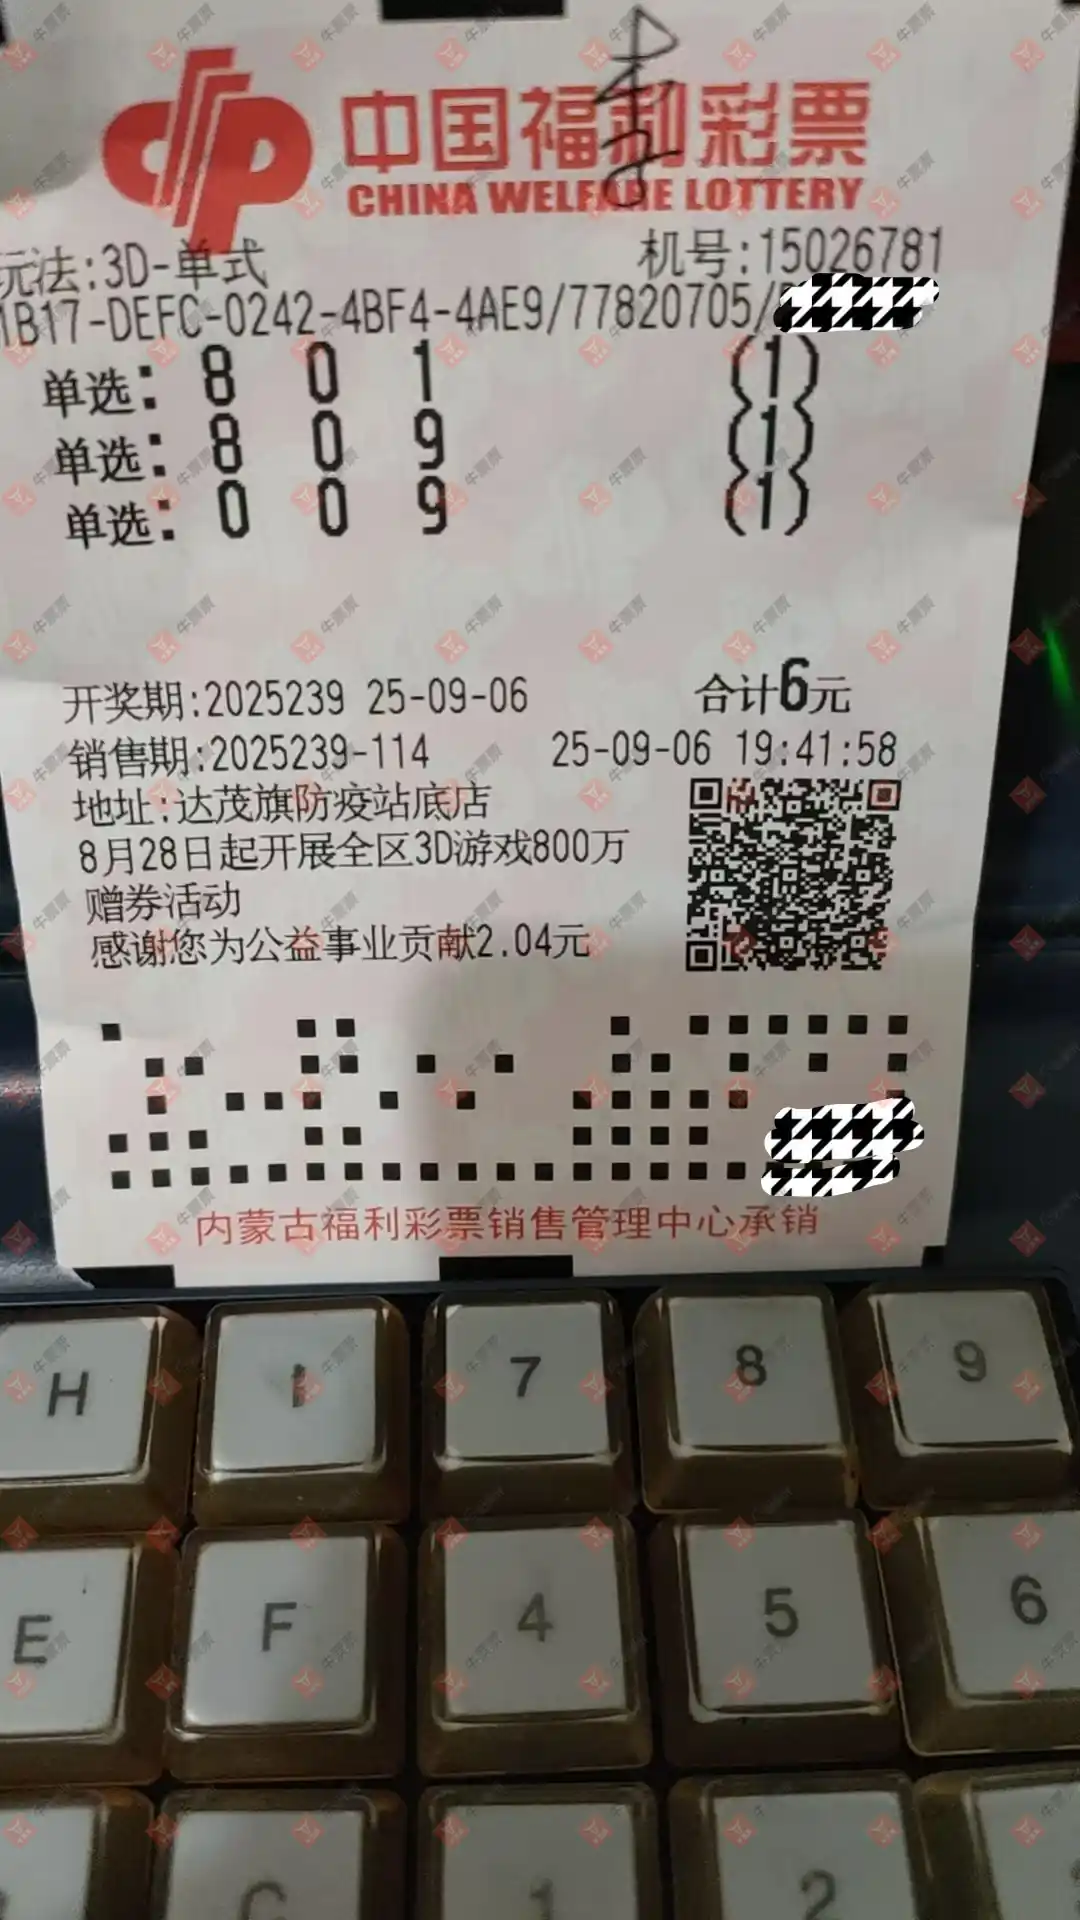 中国福利彩票
CHINA WELFARE LOTTERY
玩法:3D-单式 机号:15026781
1B17-DEFC-0242-4BF4-4AE9/77820705/
单选: 8 0 1 (1)
单选: 8 0 9 (1)
单选: 0 0 9 (1)
开奖期:2025239 25-09-06 合计6元
销售期:2025239-114 25-09-06 19:41:58
地址:达茂旗防疫站底店
8月28日起开展全区3D游戏800万
赠券活动
感谢您为公益事业贡献2.04元
内蒙古福利彩票销售管理中心承销
H I 7 8 9
E F 4 5 6
C 1 2
牛票票